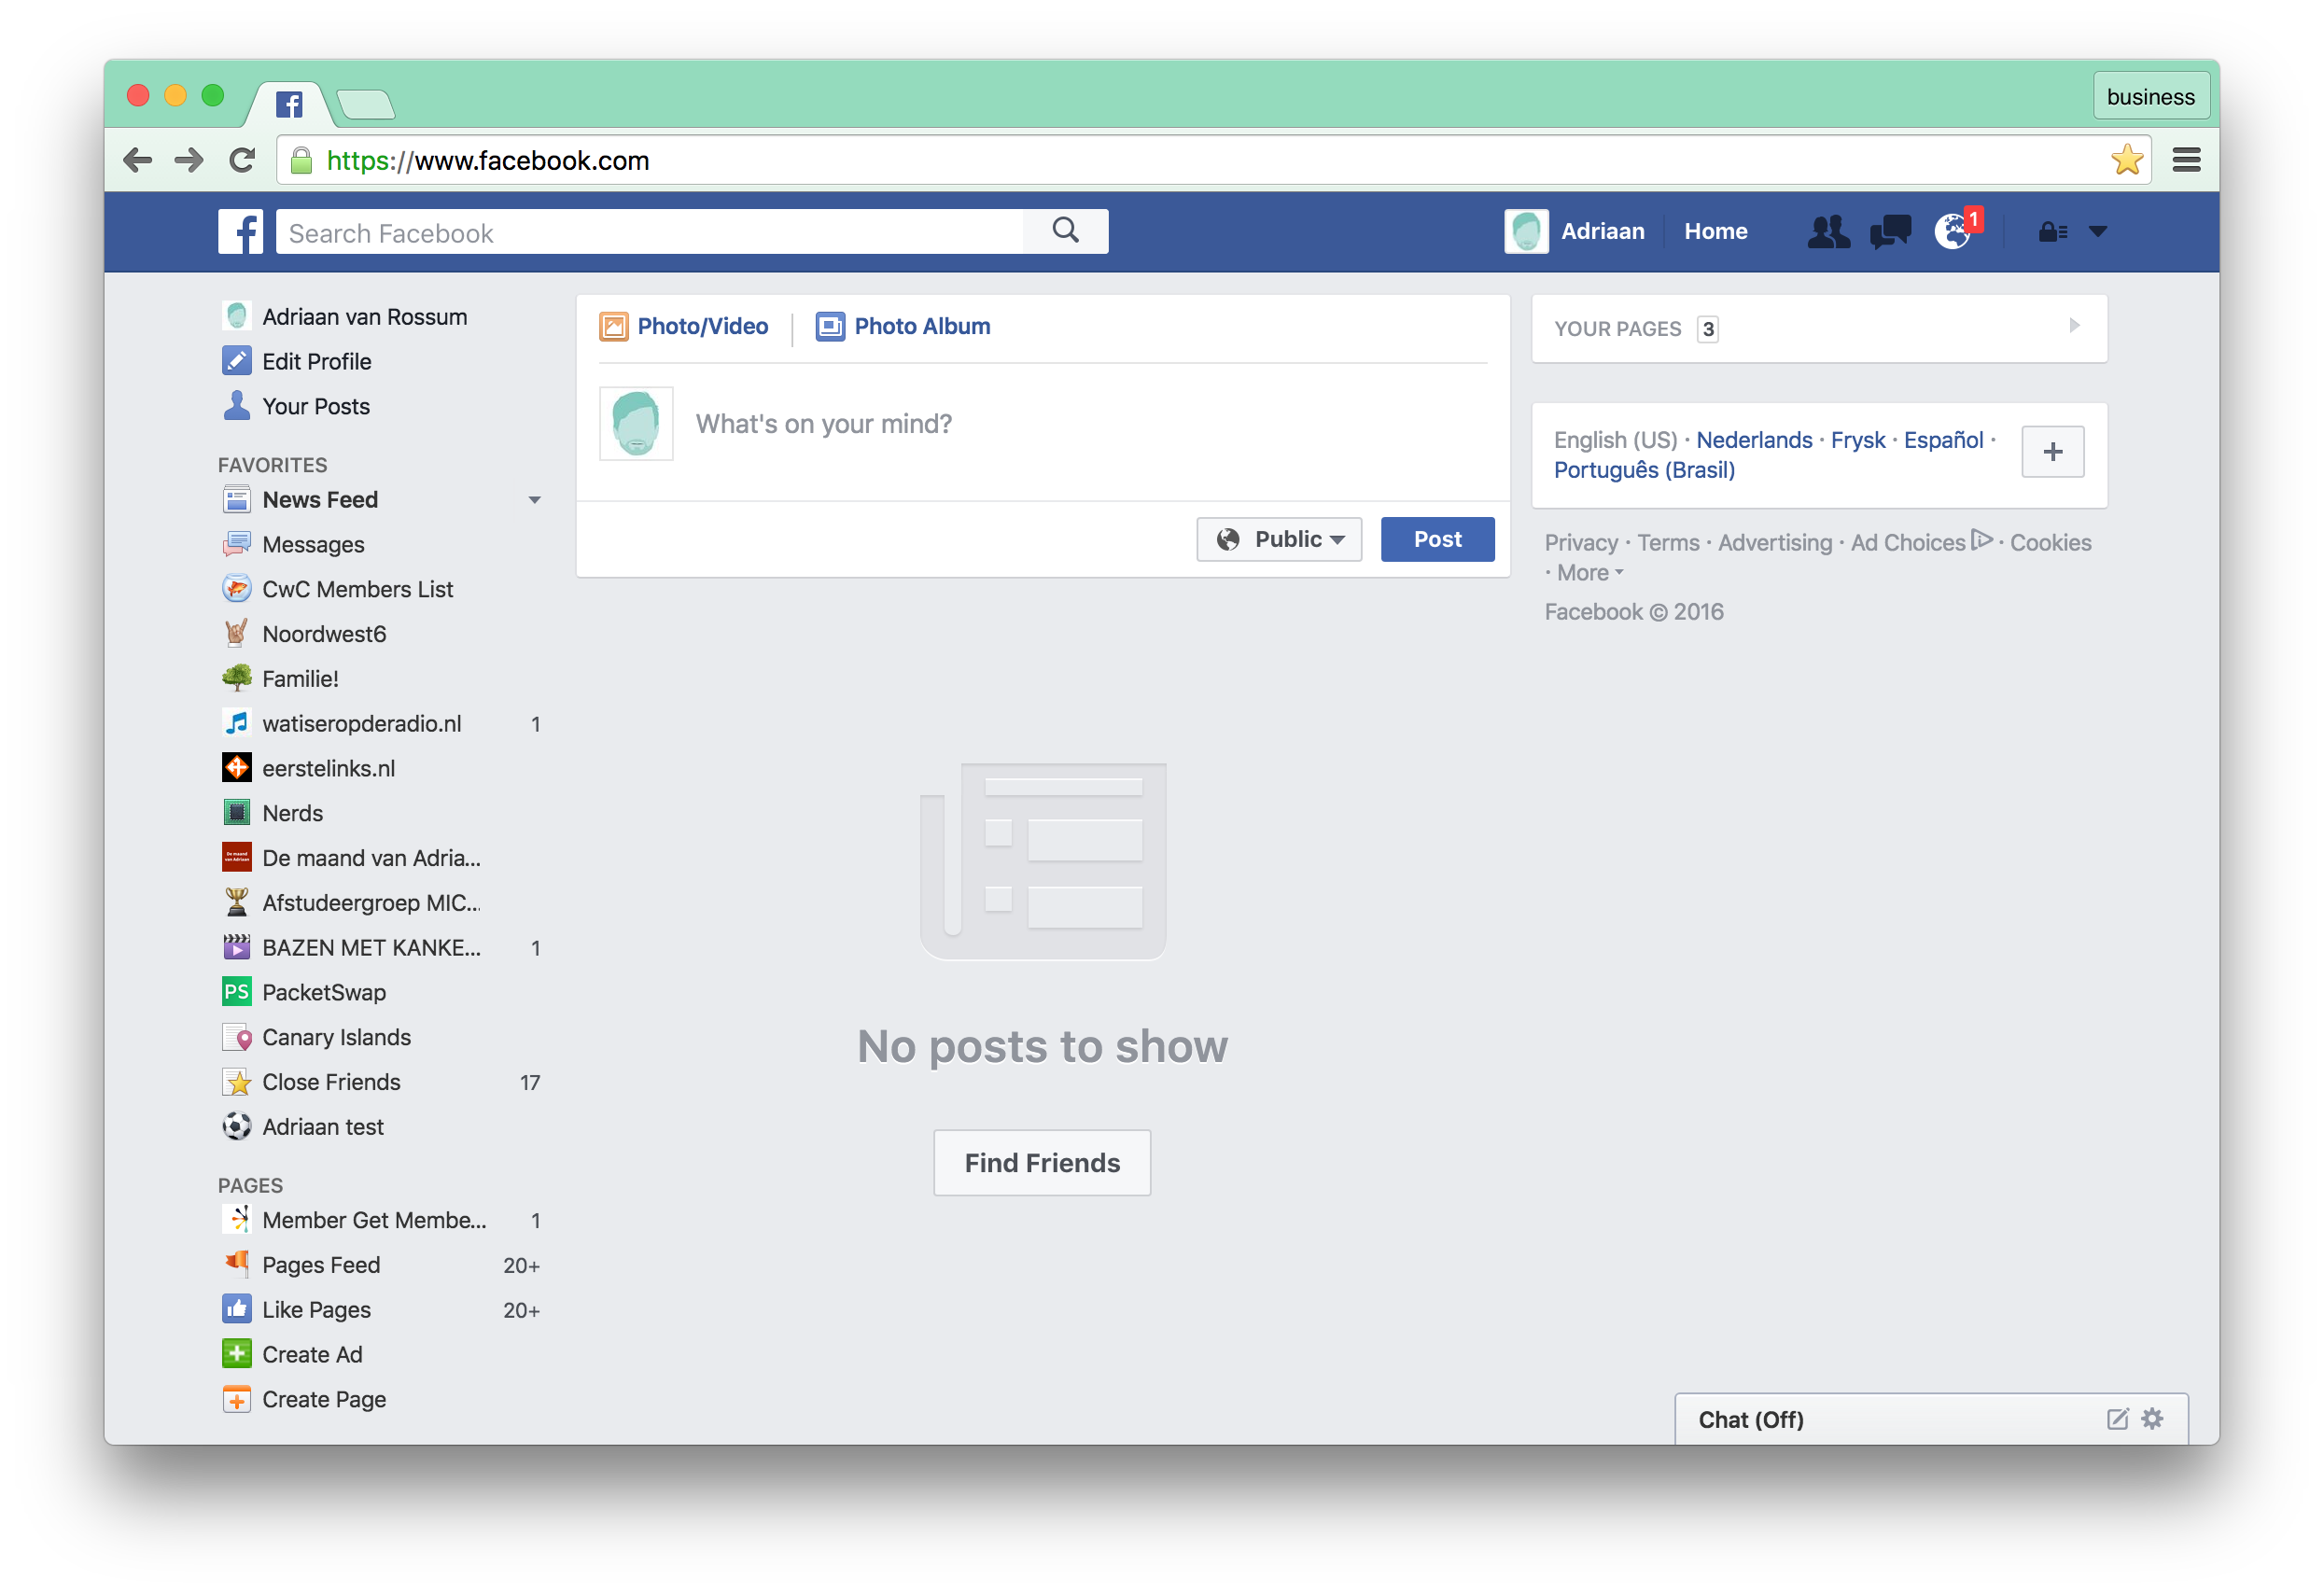 business
https://www.facebook.com
Search Facebook
Adriaan
Home
1
Adriaan van Rossum
Edit Profile
Your Posts
FAVORITES
News Feed
Messages
CwC Members List
Noordwest6
Familie!
watiseropderadio.nl 1
eerstelinks.nl
Nerds
De maand van Adria...
Afstudeergroep MIC...
BAZEN MET KANKE... 1
PS PacketSwap
Canary Islands
Close Friends 17
Adriaan test
PAGES
Member Get Membe... 1
Pages Feed 20+
Like Pages 20+
Create Ad
Create Page
Photo/Video
Photo Album
What's on your mind?
Public
Post
No posts to show
Find Friends
YOUR PAGES 3
English (US) · Nederlands · Frysk · Español ·
Português (Brasil)
Privacy · Terms · Advertising · Ad Choices · Cookies
· More
Facebook © 2016
Chat (Off)